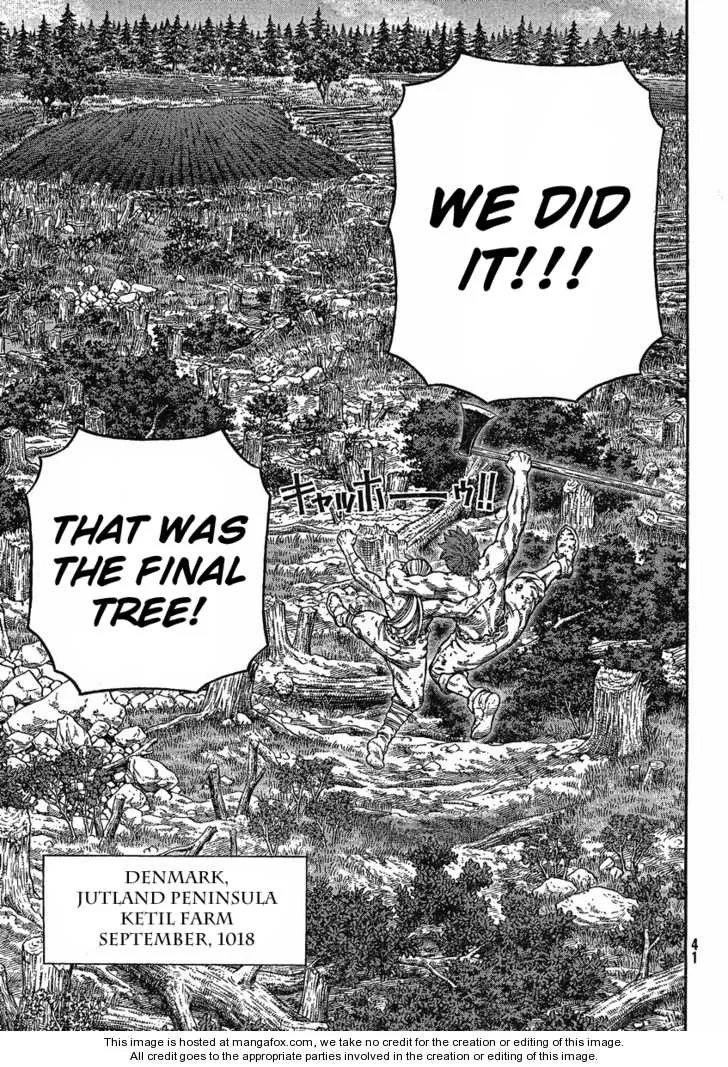 WE DID
IT!!!
キャルホーゥ!!
THAT WAS
THE FINAL
TREE!
DENMARK,
JUTLAND PENINSULA
KETIL FARM
SEPTEMBER, 1018
41
This image is hosted at mangafox.com, we take no credit for the creation or editing of this image.
All credit goes to the appropriate parties involved in the creation or editing of this image.